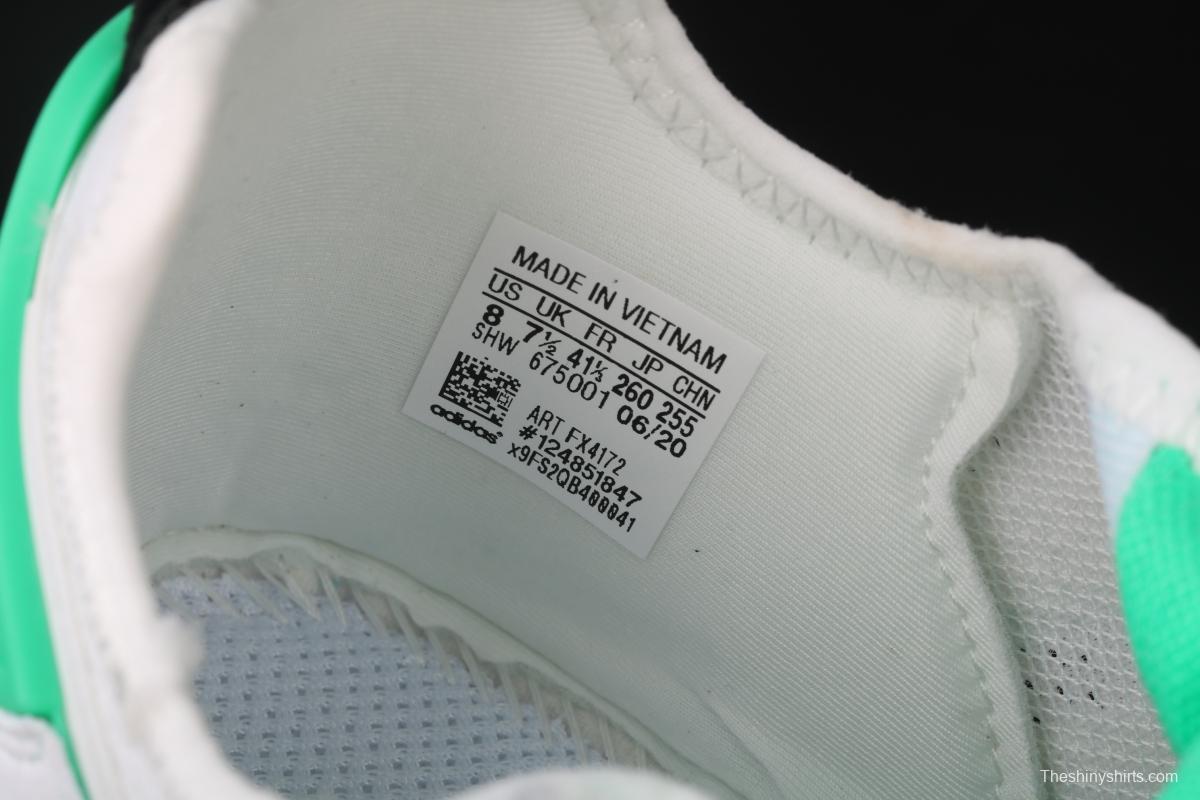 MADE IN VIETNAM
US UK FR JP CHN
8 7½ 41⅓ 260 255
SHW 675001 06/20
adidas
ART FX4172
#124851847
x9FS2QB400041
Theshinyshirts.com